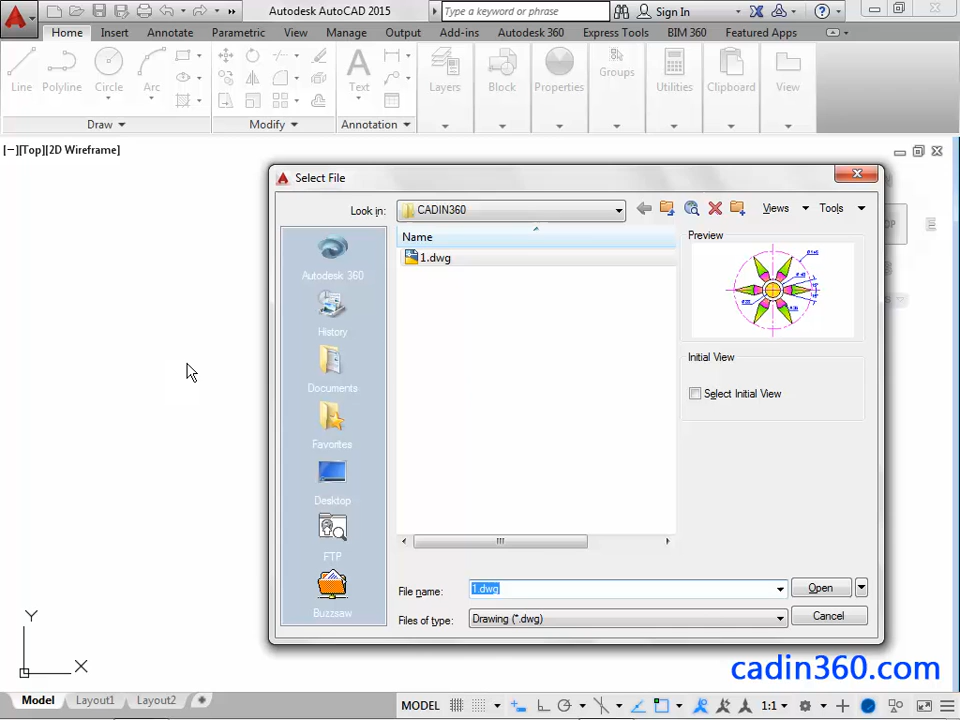 Autodesk AutoCAD 2015
Type a keyword or phrase
Sign In
Home Insert Annotate Parametric View Manage Output Add-ins Autodesk 360 Express Tools BIM 360 Featured Apps
Line Polyline Circle Arc Text Layers Block Properties Groups Utilities Clipboard View
Draw Modify Annotation
[−][Top][2D Wireframe]
Select File
Look in: CADIN360 Views Tools
Name
1.dwg
Preview
Initial View
Select Initial View
Autodesk 360
History
Documents
Favorites
Desktop
FTP
Buzzsaw
File name: 1.dwg Open
Files of type: Drawing (*.dwg) Cancel
Y
X
cadin360.com
Model Layout1 Layout2 MODEL 1:1